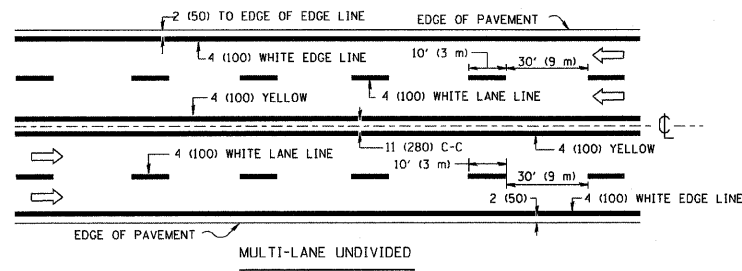 2 (50) TO EDGE OF EDGE LINE
EDGE OF PAVEMENT
4 (100) WHITE EDGE LINE
10' (3 m)
30' (9 m)
4 (100) YELLOW
4 (100) WHITE LANE LINE
℄
4 (100) WHITE LANE LINE
11 (280) C-C
4 (100) YELLOW
10' (3 m)
30' (9 m)
2 (50)
4 (100) WHITE EDGE LINE
EDGE OF PAVEMENT
MULTI-LANE UNDIVIDED